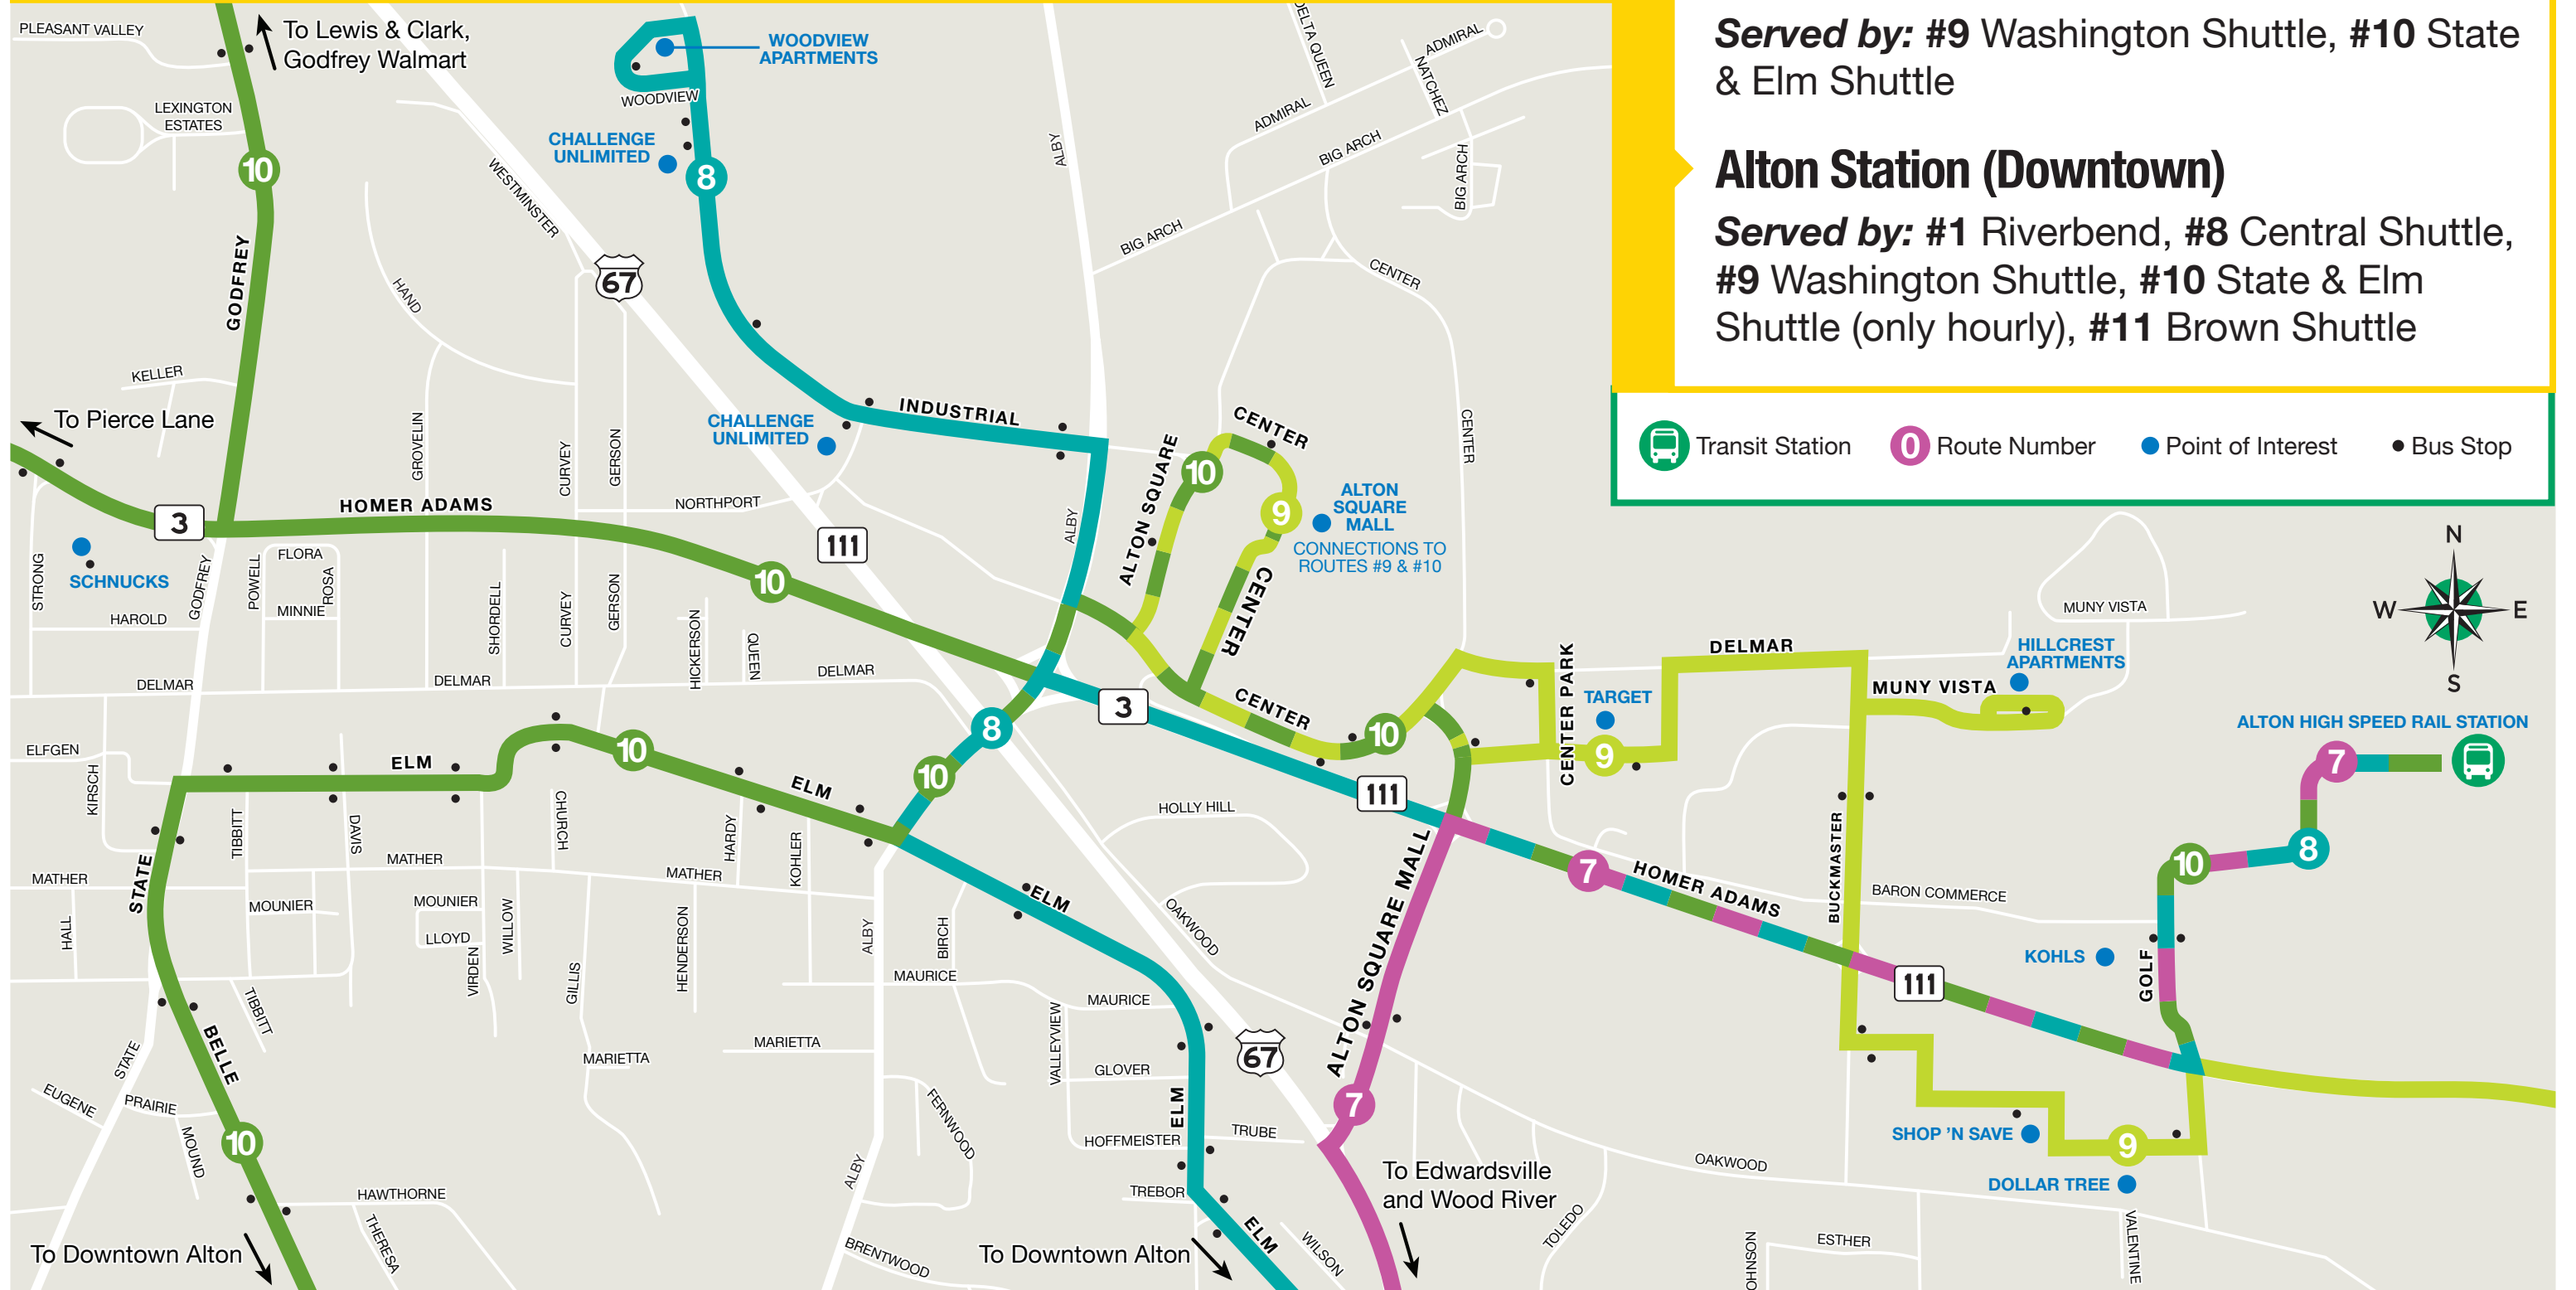 Served by: #9 Washington Shuttle, #10 State
& Elm Shuttle
Alton Station (Downtown)
Served by: #1 Riverbend, #8 Central Shuttle,
#9 Washington Shuttle, #10 State & Elm
Shuttle (only hourly), #11 Brown Shuttle
Transit Station
0
Route Number
Point of Interest
Bus Stop
PLEASANT VALLEY
To Lewis & Clark,
Godfrey Walmart
WOODVIEW
APARTMENTS
WOODVIEW
LEXINGTON
ESTATES
CHALLENGE
UNLIMITED
WESTMINSTER
10
8
ALBY
DELTA QUEEN
ADMIRAL
NATCHEZ
ADMIRAL
BIG ARCH
BIG ARCH
BIG ARCH
CENTER
GODFREY
HAND
67
KELLER
To Pierce Lane
GROVELIN
CURVEY
GERSON
CHALLENGE
UNLIMITED
INDUSTRIAL
CENTER
CENTER
ALTON SQUARE
10
9
ALTON
SQUARE
MALL
CONNECTIONS TO
ROUTES #9 & #10
CENTER
3
HOMER ADAMS
NORTHPORT
111
ALBY
SCHNUCKS
STRONG
HAROLD
GODFREY
POWELL
FLORA
ROSA
MINNIE
SHORDELL
CURVEY
GERSON
10
HICKERSON
QUEEN
N
W
E
S
MUNY VISTA
HILLCREST
APARTMENTS
DELMAR
DELMAR
DELMAR
3
CENTER
10
CENTER PARK
TARGET
9
DELMAR
MUNY VISTA
ALTON HIGH SPEED RAIL STATION
7
8
10
ELFGEN
KIRSCH
ELM
10
ELM
8
10
HOLLY HILL
111
TIBBITT
DAVIS
CHURCH
HARDY
KOHLER
MATHER
MATHER
MATHER
STATE
MOUNIER
MOUNIER
LLOYD
WILLOW
VIRDEN
HALL
GILLIS
HENDERSON
ALBY
BIRCH
ELM
OAKWOOD
ALTON SQUARE MALL
7
HOMER ADAMS
BUCKMASTER
BARON COMMERCE
KOHLS
GOLF
111
MAURICE
MAURICE
TIBBITT
BELLE
STATE
EUGENE
PRAIRIE
MOUND
MARIETTA
MARIETTA
VALLEYVIEW
GLOVER
ELM
67
ALTON SQUARE MALL
7
10
FERNWOOD
HOFFMEISTER
TRUBE
SHOP 'N SAVE
9
DOLLAR TREE
OAKWOOD
To Edwardsville
and Wood River
HAWTHORNE
THERESA
ALBY
TREBOR
ELM
WILSON
TOLEDO
To Downtown Alton
BRENTWOOD
To Downtown Alton
OHNSON
ESTHER
VALENTINE